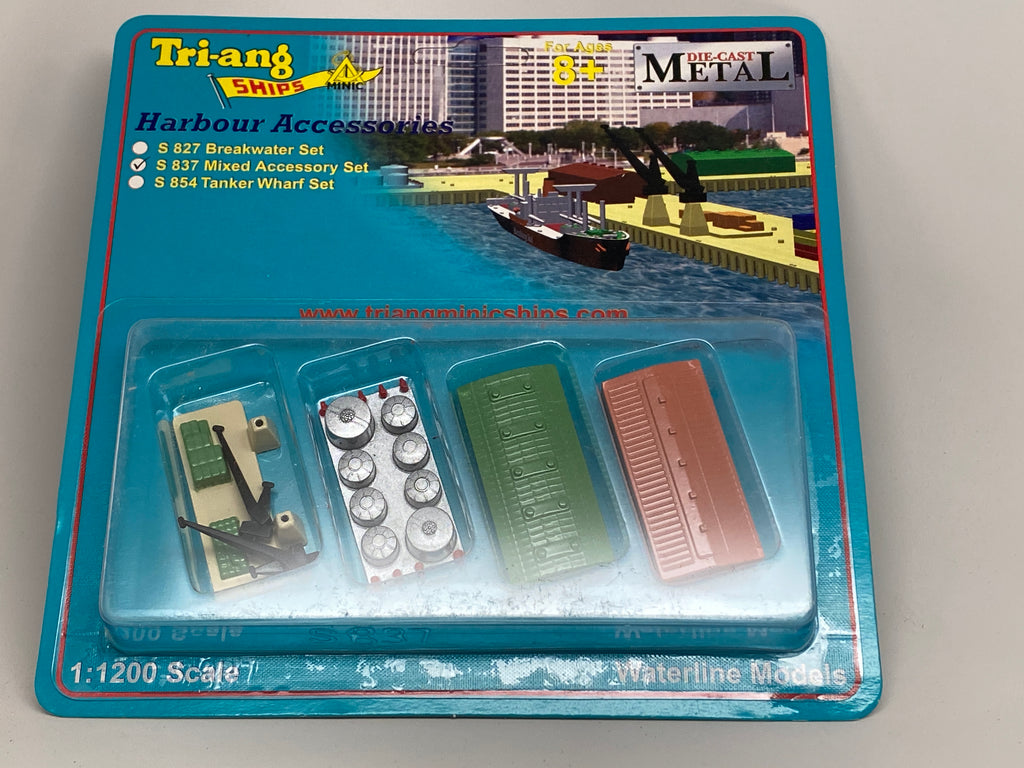 Tri-ang
SHIPS
MINIC
For Ages
8+
DIE-CAST
METAL
Harbour Accessories
S 827 Breakwater Set
S 837 Mixed Accessory Set
S 854 Tanker Wharf Set
www.triangminicships.com
S 837
1:1200 Scale
Waterline Models